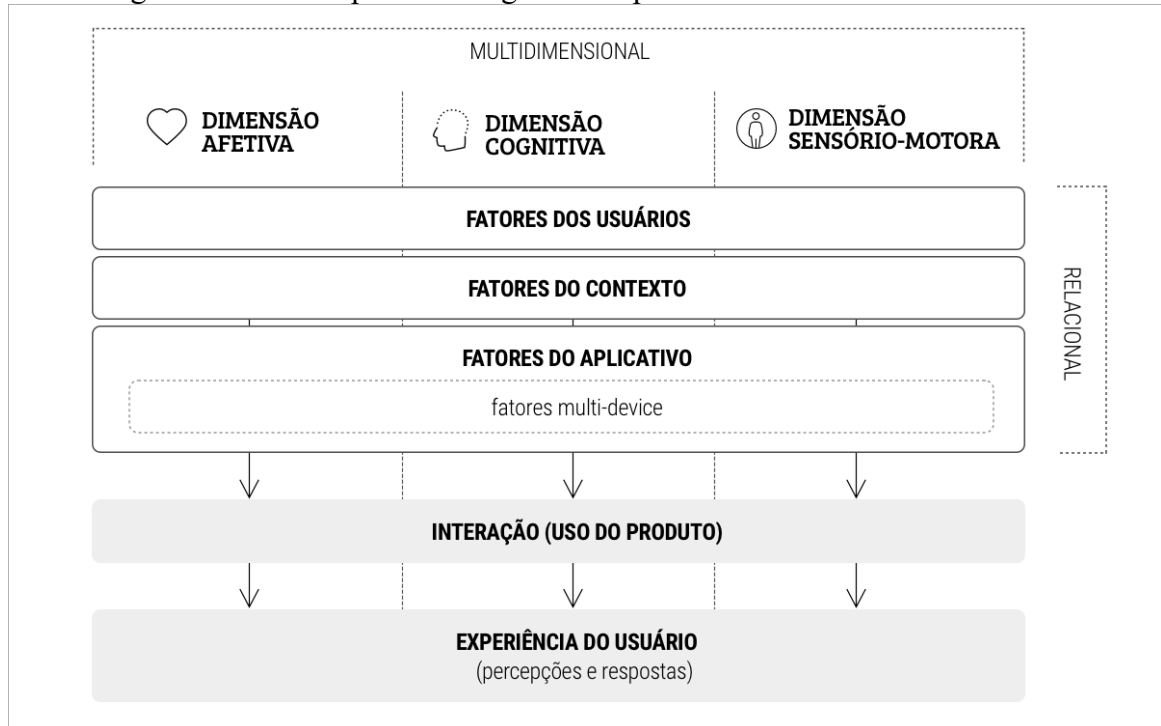 MULTIDIMENSIONAL
DIMENSÃO
AFETIVA
DIMENSÃO
COGNITIVA
DIMENSÃO
SENSÓRIO-MOTORA
FATORES DOS USUÁRIOS
FATORES DO CONTEXTO
FATORES DO APLICATIVO
fatores multi-device
RELACIONAL
INTERAÇÃO (USO DO PRODUTO)
EXPERIÊNCIA DO USUÁRIO
(percepções e respostas)